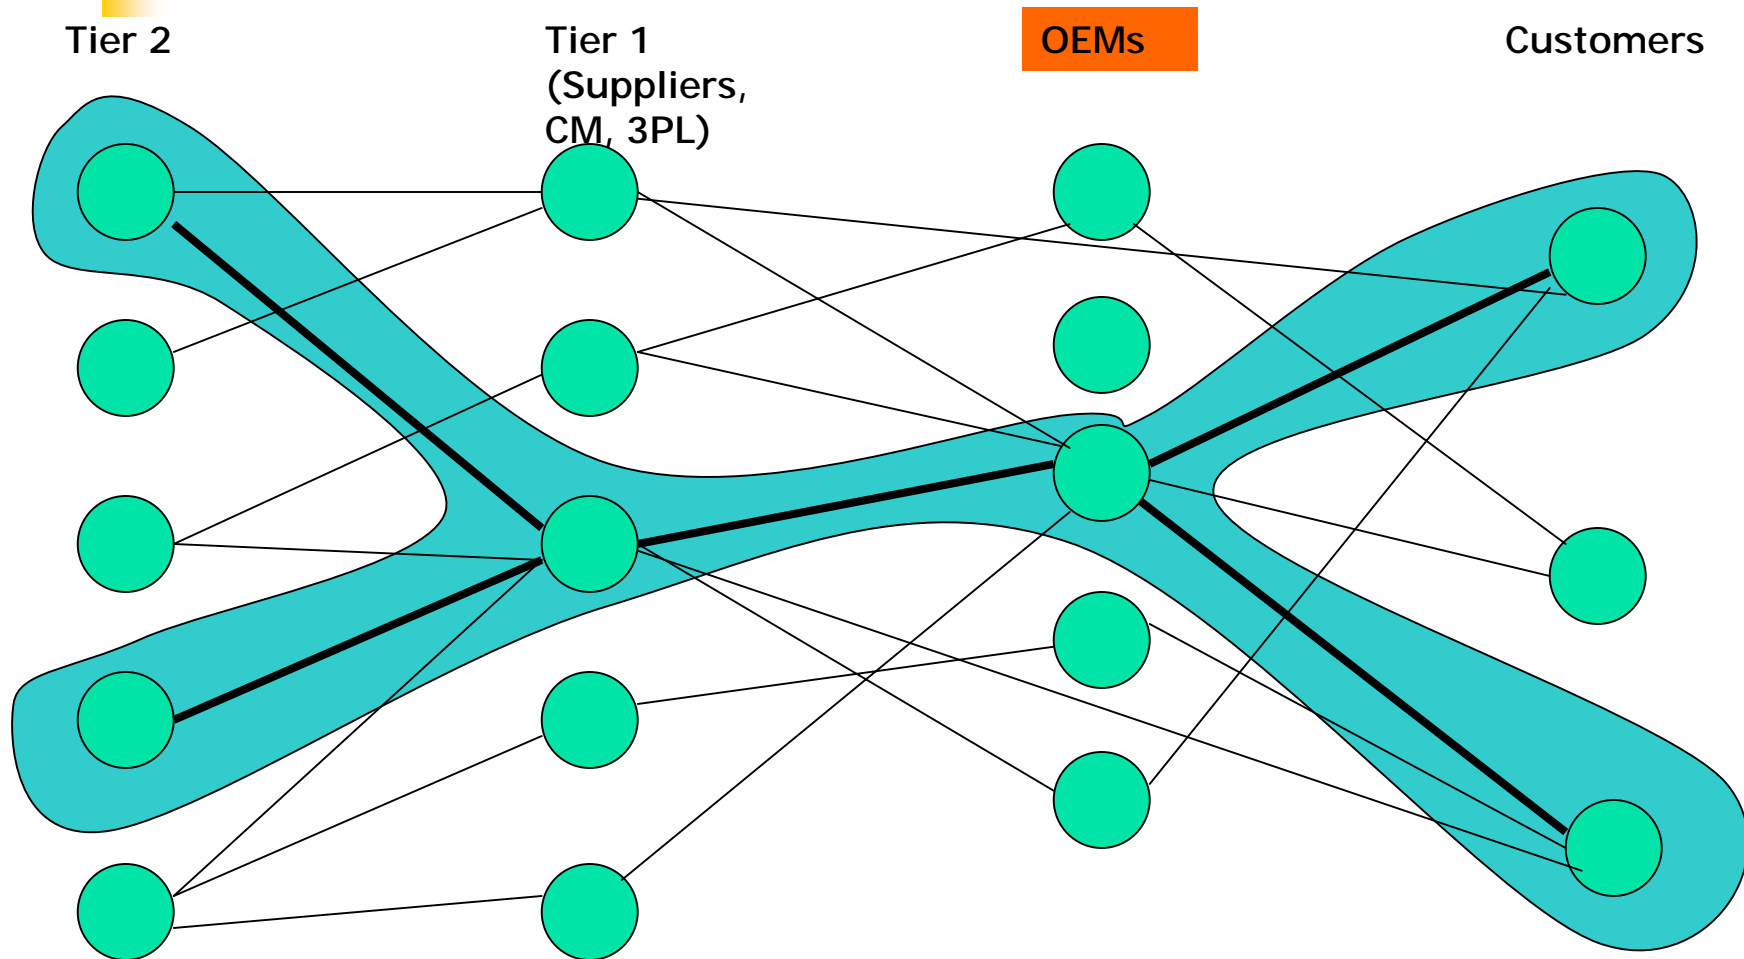 Tier 2
Tier 1
(Suppliers,
CM, 3PL)
OEMs
Customers